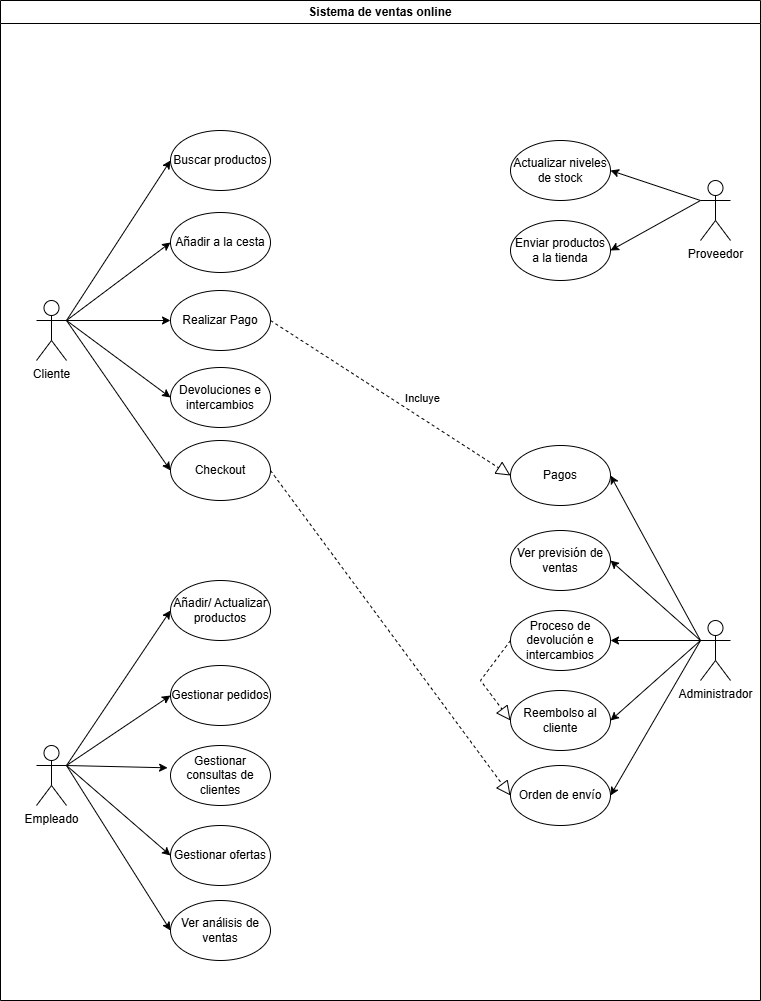 Sistema de ventas online
Buscar productos
Añadir a la cesta
Realizar Pago
Devoluciones e
intercambios
Checkout
Cliente
Actualizar niveles
de stock
Enviar productos
a la tienda
Proveedor
Incluye
Pagos
Ver previsión de
ventas
Proceso de
devolución e
intercambios
Reembolso al
cliente
Orden de envío
Administrador
Añadir/ Actualizar
productos
Gestionar pedidos
Gestionar
consultas de
clientes
Gestionar ofertas
Ver análisis de
ventas
Empleado